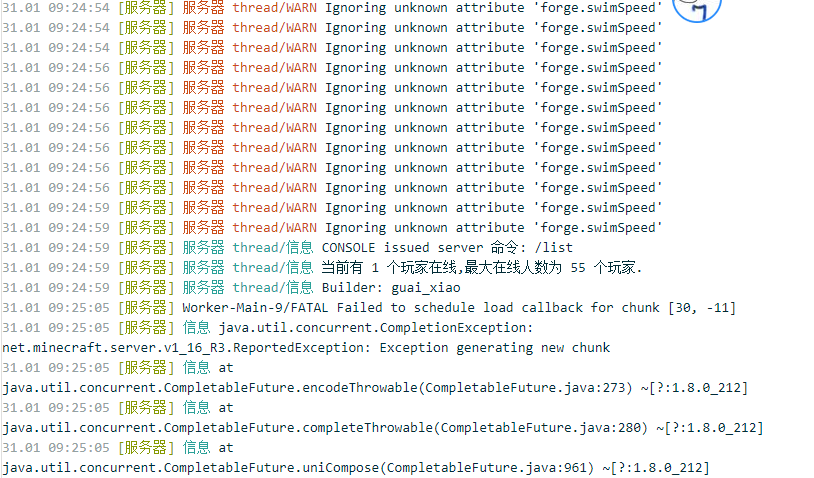 31.01 09:24:54 [服务器] 服务器 thread/WARN Ignoring unknown attribute 'forge.swimSpeed'
31.01 09:24:54 [服务器] 服务器 thread/WARN Ignoring unknown attribute 'forge.swimSpeed'
31.01 09:24:54 [服务器] 服务器 thread/WARN Ignoring unknown attribute 'forge.swimSpeed'
31.01 09:24:56 [服务器] 服务器 thread/WARN Ignoring unknown attribute 'forge.swimSpeed'
31.01 09:24:56 [服务器] 服务器 thread/WARN Ignoring unknown attribute 'forge.swimSpeed'
31.01 09:24:56 [服务器] 服务器 thread/WARN Ignoring unknown attribute 'forge.swimSpeed'
31.01 09:24:56 [服务器] 服务器 thread/WARN Ignoring unknown attribute 'forge.swimSpeed'
31.01 09:24:56 [服务器] 服务器 thread/WARN Ignoring unknown attribute 'forge.swimSpeed'
31.01 09:24:56 [服务器] 服务器 thread/WARN Ignoring unknown attribute 'forge.swimSpeed'
31.01 09:24:56 [服务器] 服务器 thread/WARN Ignoring unknown attribute 'forge.swimSpeed'
31.01 09:24:59 [服务器] 服务器 thread/WARN Ignoring unknown attribute 'forge.swimSpeed'
31.01 09:24:59 [服务器] 服务器 thread/WARN Ignoring unknown attribute 'forge.swimSpeed'
31.01 09:24:59 [服务器] 服务器 thread/信息 CONSOLE issued server 命令: /list
31.01 09:24:59 [服务器] 服务器 thread/信息 当前有 1 个玩家在线,最大在线人数为 55 个玩家.
31.01 09:24:59 [服务器] 服务器 thread/信息 Builder: guai_xiao
31.01 09:25:05 [服务器] Worker-Main-9/FATAL Failed to schedule load callback for chunk [30, -11]
31.01 09:25:05 [服务器] 信息 java.util.concurrent.CompletionException:
net.minecraft.server.v1_16_R3.ReportedException: Exception generating new chunk
31.01 09:25:05 [服务器] 信息 at
java.util.concurrent.CompletableFuture.encodeThrowable(CompletableFuture.java:273) ~[?:1.8.0_212]
31.01 09:25:05 [服务器] 信息 at
java.util.concurrent.CompletableFuture.completeThrowable(CompletableFuture.java:280) ~[?:1.8.0_212]
31.01 09:25:05 [服务器] 信息 at
java.util.concurrent.CompletableFuture.uniCompose(CompletableFuture.java:961) ~[?:1.8.0_212]